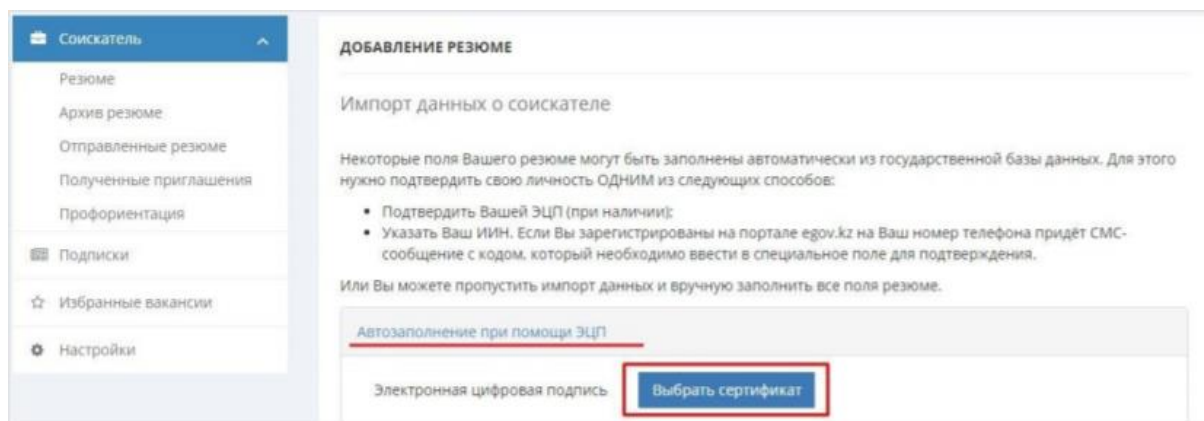 Соискатель
Резюме
Архив резюме
Отправленные резюме
Полученные приглашения
Профориентация
Подписки
Избранные вакансии
Настройки
ДОБАВЛЕНИЕ РЕЗЮМЕ
Импорт данных о соискателе
Некоторые поля Вашего резюме могут быть заполнены автоматически из государственной базы данных. Для этого
нужно подтвердить свою личность ОДНИМ из следующих способов:
• Подтвердить Вашей ЭЦП (при наличии);
• Указать Ваш ИИН. Если Вы зарегистрированы на портале egov.kz на Ваш номер телефона придёт СМС-
сообщение с кодом, который необходимо ввести в специальное поле для подтверждения.
Или Вы можете пропустить импорт данных и вручную заполнить все поля резюме.
Автозаполнение при помощи ЭЦП
Электронная цифровая подпись Выбрать сертификат